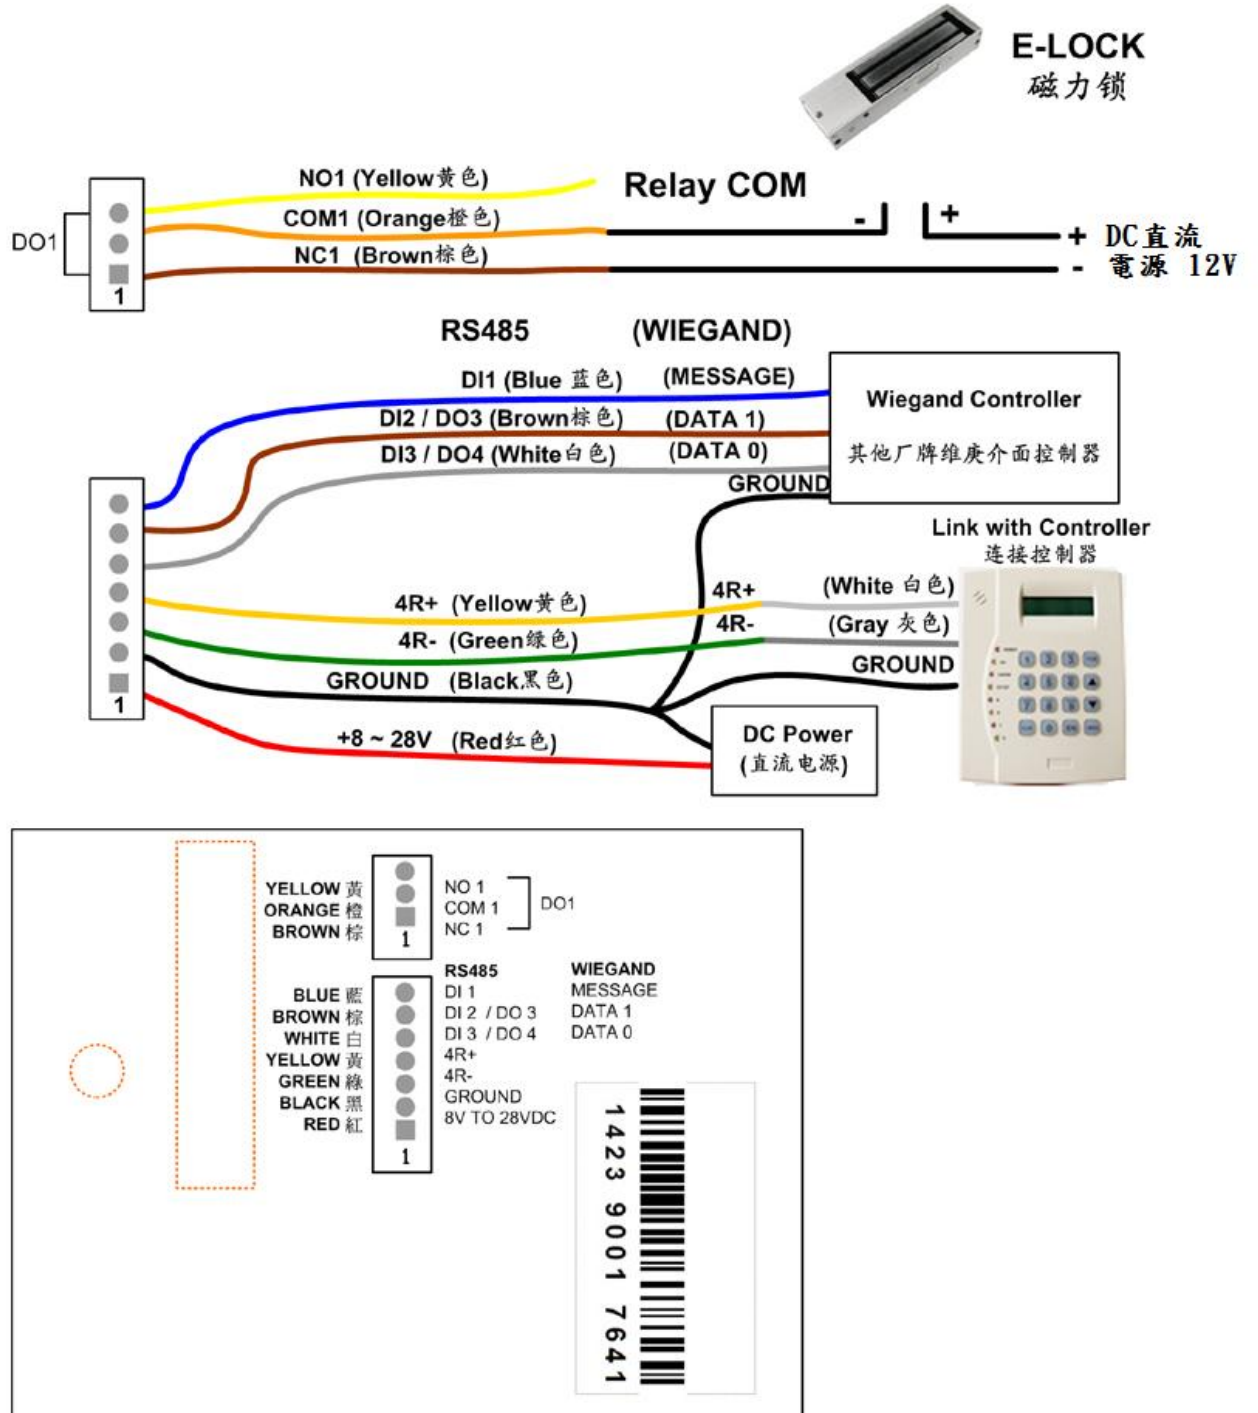 E-LOCK
磁力锁
NO1 (Yellow黄色)
Relay COM
COM1 (Orange橙色)
- +
+ DC直流
DO1
NC1 (Brown棕色)
- 電源 12V
1
RS485 (WIEGAND)
DI1 (Blue 蓝色) (MESSAGE)
DI2 / DO3 (Brown棕色) (DATA 1)
DI3 / DO4 (White白色) (DATA 0)
GROUND
Wiegand Controller
其他厂牌维庚介面控制器
Link with Controller
连接控制器
4R+ (Yellow黄色) 4R+ (White 白色)
4R- (Green绿色) 4R- (Gray 灰色)
GROUND (Black黑色) GROUND
1
+8 ~ 28V (Red红色)
DC Power
(直流电源)
YELLOW 黃 NO 1
ORANGE 橙 COM 1 DO1
BROWN 棕 NC 1
1
RS485 WIEGAND
BLUE 藍 DI 1 MESSAGE
BROWN 棕 DI 2 / DO 3 DATA 1
WHITE 白 DI 3 / DO 4 DATA 0
YELLOW 黃 4R+
GREEN 綠 4R-
BLACK 黑 GROUND
RED 紅 8V TO 28VDC
1
1423 9001 7641